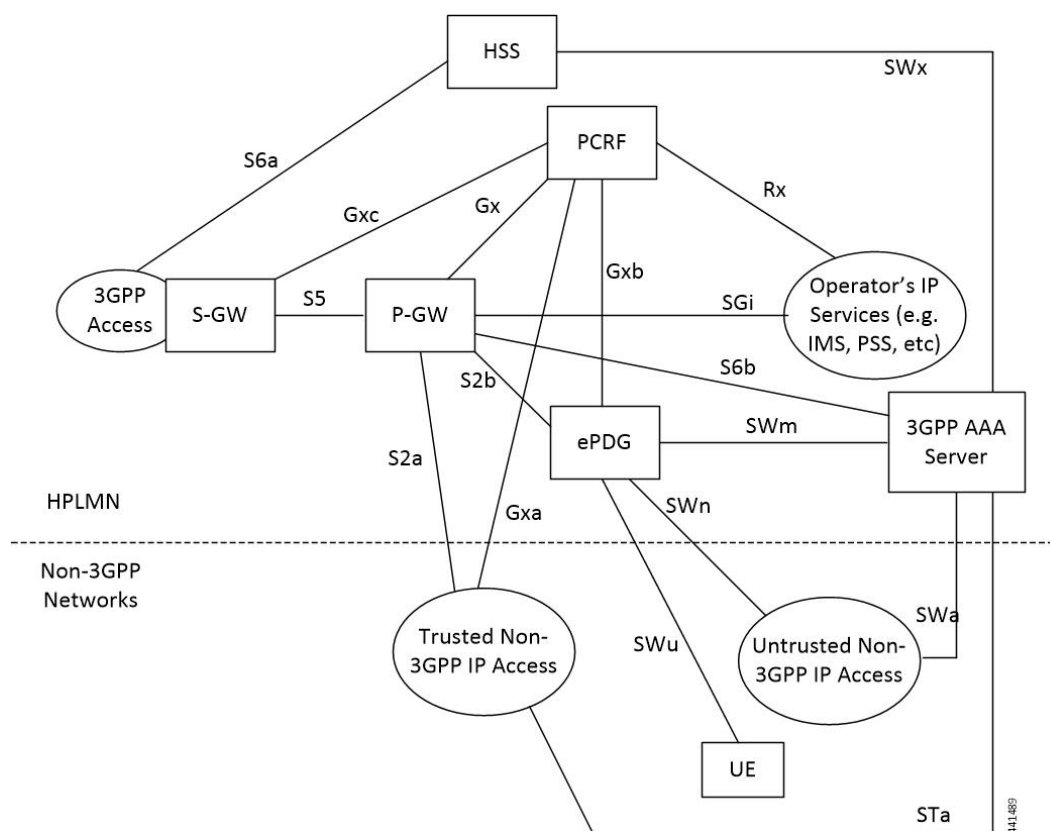 HSS
SWx
PCRF
S6a
Rx
Gxc
Gx
Gxb
3GPP
Access
S-GW
S5
P-GW
SGi
Operator's IP
Services (e.g.
IMS, PSS, etc)
S6b
S2b
ePDG
SWm
3GPP AAA
Server
S2a
HPLMN
Gxa
SWn
Non-3GPP
Networks
Trusted Non-
3GPP IP Access
SWu
Untrusted Non-
3GPP IP Access
SWa
UE
STa